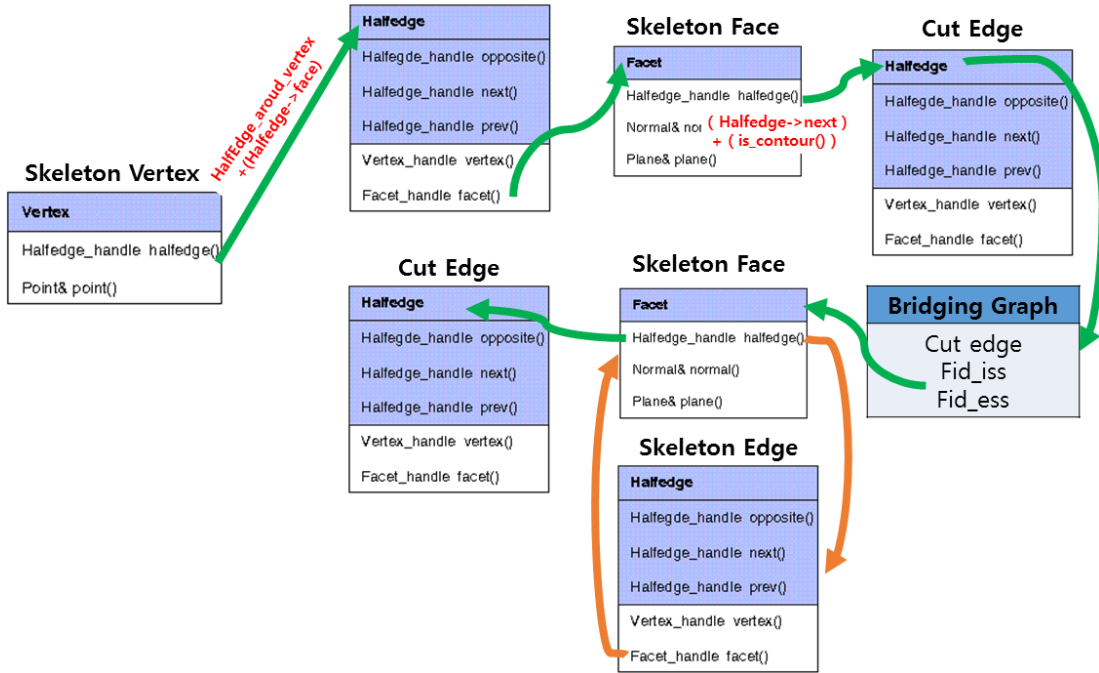 Halfedge
Halfegde_handle opposite()
Halfedge_handle next()
Halfedge_handle prev()
Vertex_handle vertex()
Facet_handle facet()
HalfEdge_aroud_vertex
+(Halfedge->face)
Skeleton Vertex
Vertex
Halfedge_handle halfedge()
Point& point()
Skeleton Face
Facet
Halfedge_handle halfedge()
Normal& nor
( Halfedge->next )
+ ( is_contour() )
Plane& plane()
Cut Edge
Halfedge
Halfegde_handle opposite()
Halfedge_handle next()
Halfedge_handle prev()
Vertex_handle vertex()
Facet_handle facet()
Cut Edge
Halfedge
Halfegde_handle opposite()
Halfedge_handle next()
Halfedge_handle prev()
Vertex_handle vertex()
Facet_handle facet()
Skeleton Face
Facet
Halfedge_handle halfedge()
Normal& normal()
Plane& plane()
Bridging Graph
Cut edge
Fid_iss
Fid_ess
Skeleton Edge
Halfedge
Halfegde_handle opposite()
Halfedge_handle next()
Halfedge_handle prev()
Vertex_handle vertex()
Facet_handle facet()